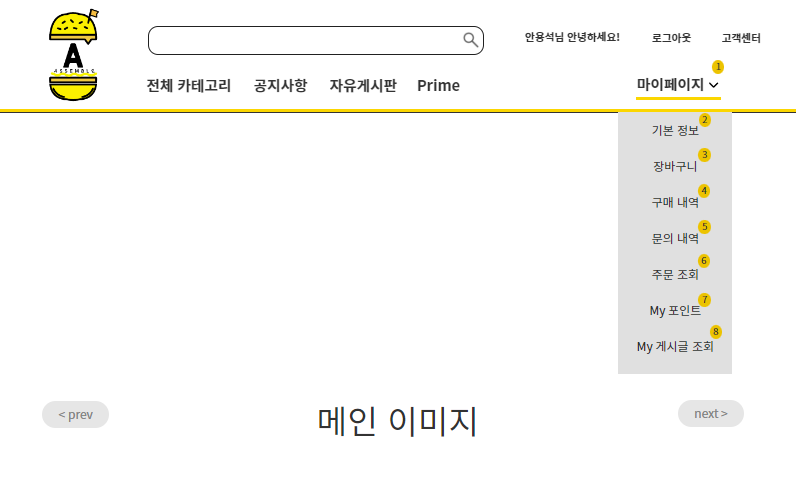 안용석님 안녕하세요! 로그아웃 고객센터
A
ASSEMBLE
전체 카테고리 공지사항 자유게시판 Prime 마이페이지 1
기본 정보 2
장바구니 3
구매 내역 4
문의 내역 5
주문 조회 6
My 포인트 7
My 게시글 조회 8
< prev 메인 이미지 next >